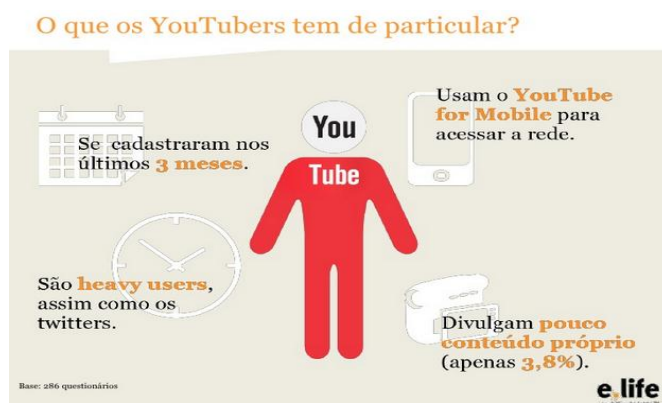 O que os YouTubers tem de particular?
Se cadastraram nos
últimos 3 meses.
Usam o YouTube
for Mobile para
acessar a rede.
You
Tube
São heavy users,
assim como os
twitters.
Divulgam pouco
conteúdo próprio
(apenas 3,8%).
Base: 286 questionários
e.life